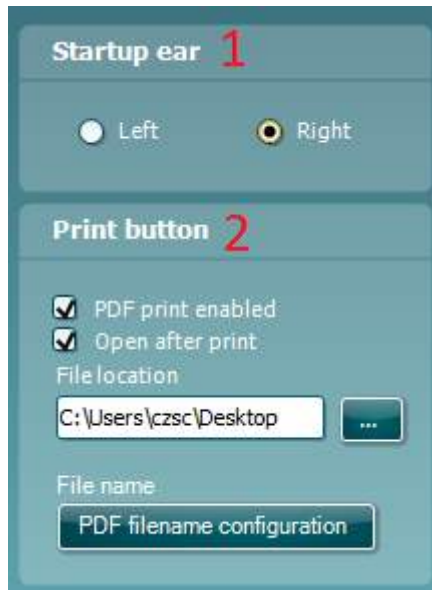 Startup ear 1
Left Right
Print button 2
PDF print enabled
Open after print
File location
C:\Users\czsc\Desktop ...
File name
PDF filename configuration